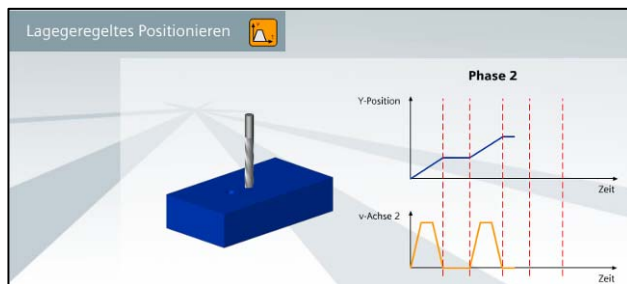 Lagegeregeltes Positionieren
Phase 2
Y-Position
Zeit
v-Achse 2
Zeit